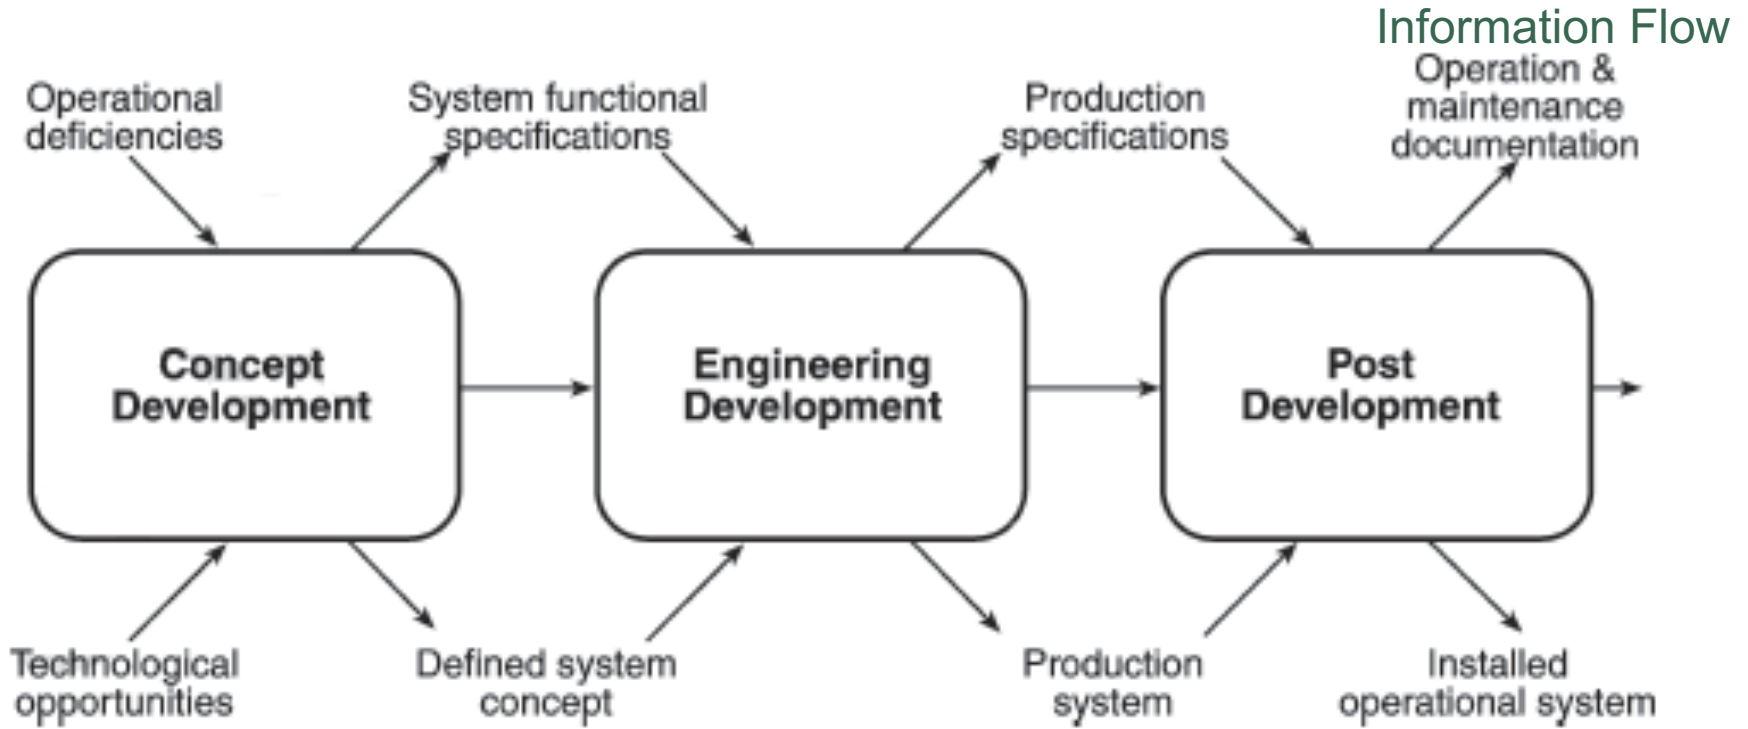 Information Flow
Operational
deficiencies
System functional
specifications
Production
specifications
Operation &
maintenance
documentation
Concept
Development
Engineering
Development
Post
Development
Technological
opportunities
Defined system
concept
Production
system
Installed
operational system